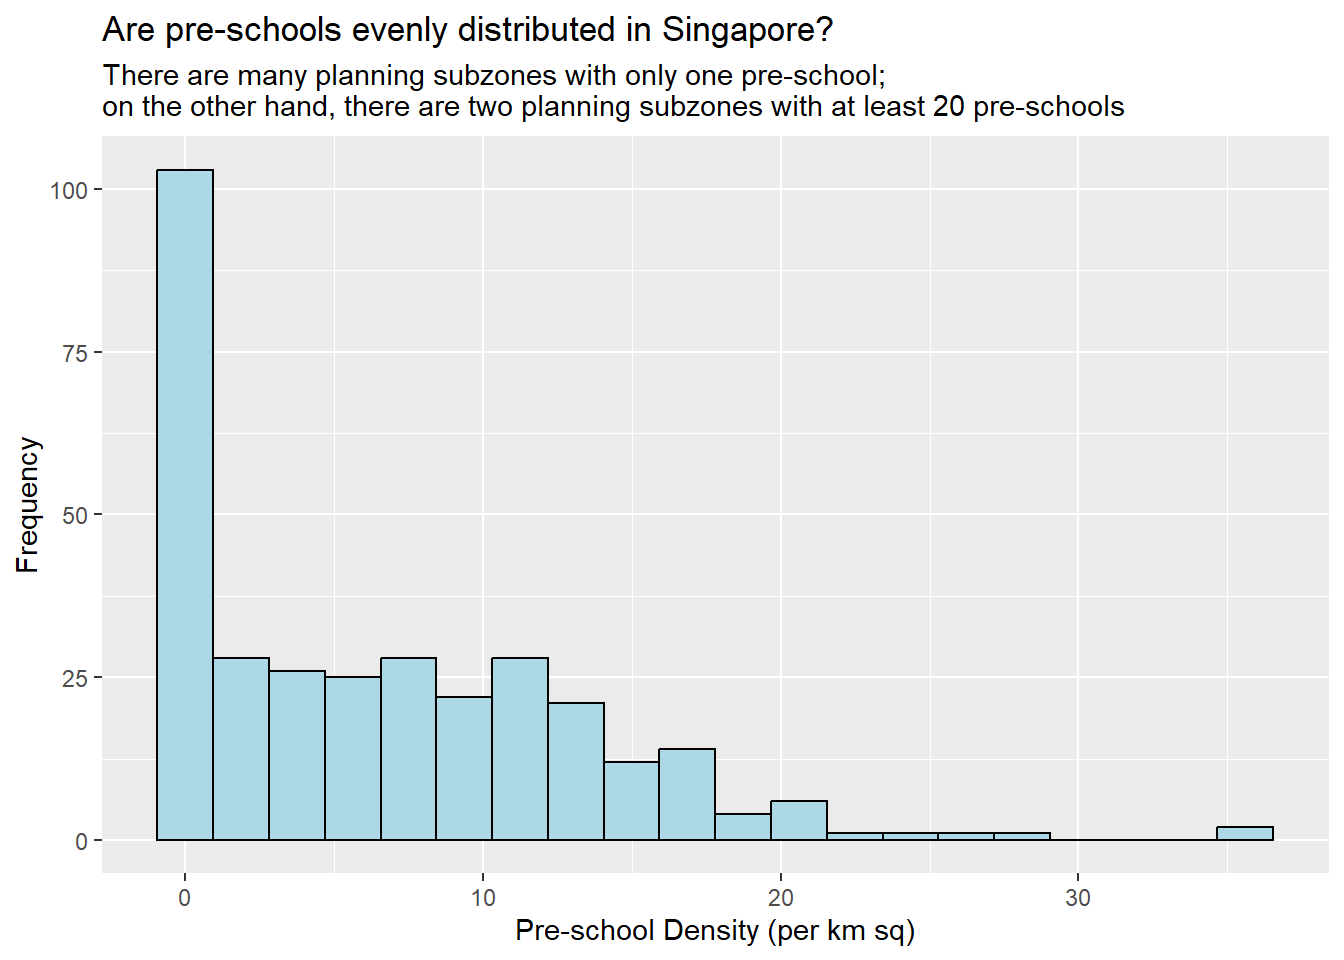 Are pre-schools evenly distributed in Singapore?
There are many planning subzones with only one pre-school;
on the other hand, there are two planning subzones with at least 20 pre-schools
100
75
50
25
0
Frequency
0 10 20 30
Pre-school Density (per km sq)